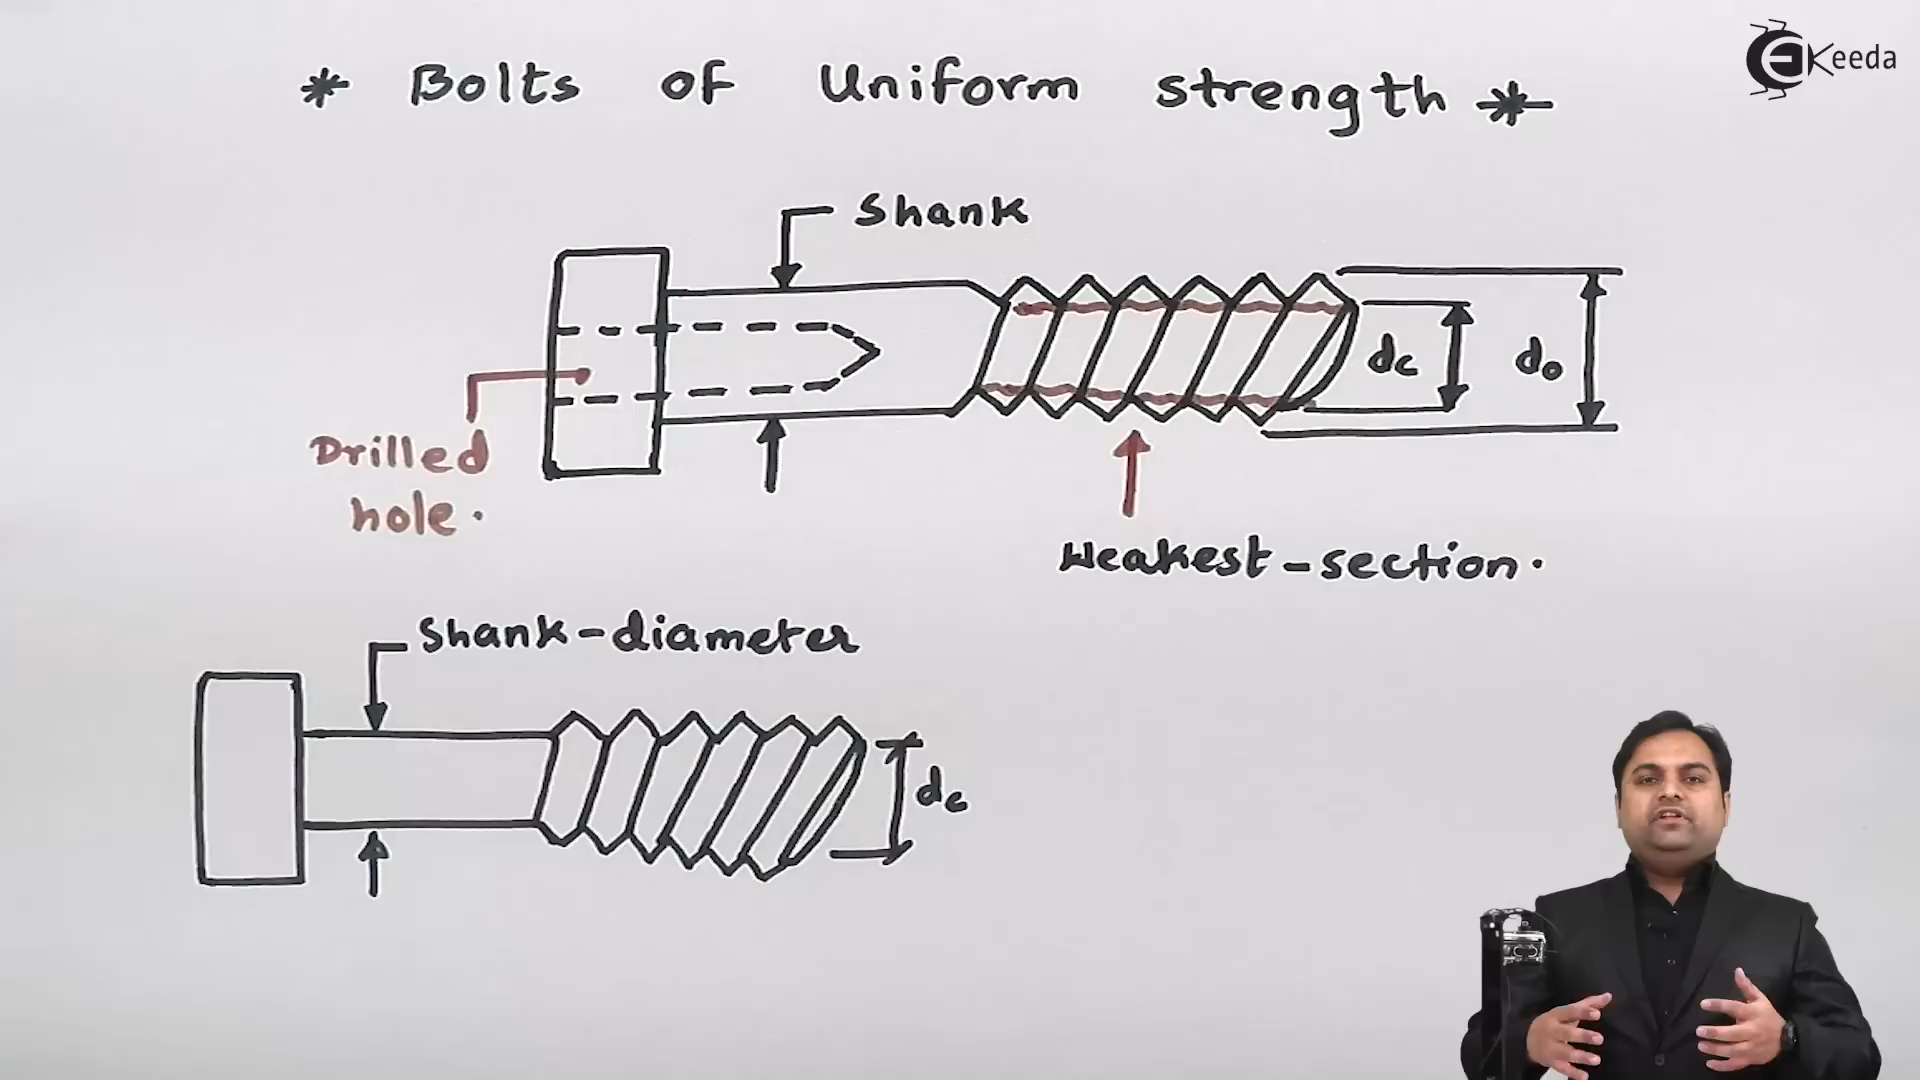 * Bolts of Uniform strength *
EKeeda
Shank
dc
do
Drilled
hole.
Weakest-section.
Shank-diameter
dc